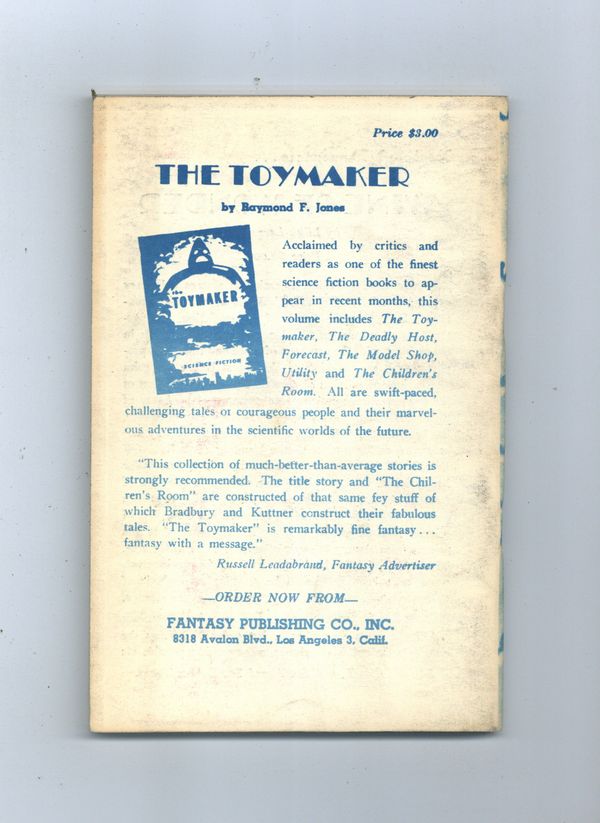 Price $3.00
THE TOYMAKER
by Raymond F. Jones
the
TOYMAKER
SCIENCE FICTION
Acclaimed by critics and
readers as one of the finest
science fiction books to ap-
pear in recent months, this
volume includes The Toy-
maker, The Deadly Host,
Forecast, The Model Shop,
Utility and The Children's
Room. All are swift-paced,
challenging tales of courageous people and their marvel-
ous adventures in the scientific worlds of the future.
"This collection of much-better-than-average stories is
strongly recommended. The title story and "The Chil-
ren's Room" are constructed of that same fey stuff of
which Bradbury and Kuttner construct their fabulous
tales. "The Toymaker" is remarkably fine fantasy...
fantasy with a message."
Russell Leadabrand, Fantasy Advertiser
—ORDER NOW FROM—
FANTASY PUBLISHING CO., INC.
8318 Avalon Blvd., Los Angeles 3, Calif.